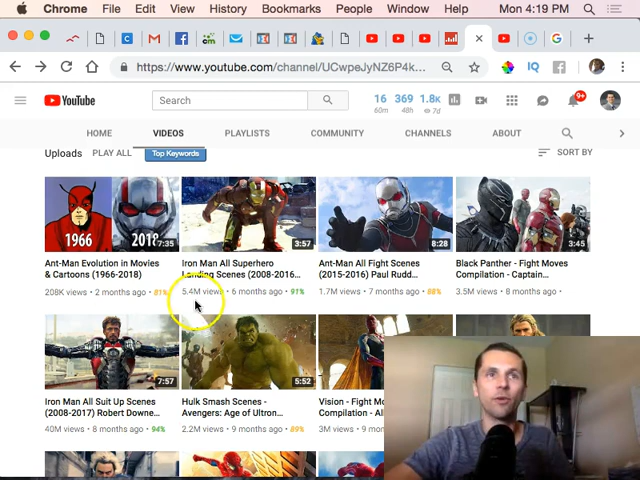 Chrome File Edit View History Bookmarks People Window Help Mon 4:19 PM
https://www.youtube.com/channel/UCwpeJyNZ6P4k...
YouTube Search 16 369 1.8K 9+
60m 48h 7d
HOME VIDEOS PLAYLISTS COMMUNITY CHANNELS ABOUT
Uploads PLAY ALL Top Keywords SORT BY
1966 2018 7:35 3:57 8:28 3:45
Ant-Man Evolution in Movies & Cartoons (1966-2018)
208K views • 2 months ago • 81%
Iron Man All Superhero Landing Scenes (2008-2016...
5.4M views • 6 months ago • 91%
Ant-Man All Fight Scenes (2015-2016) Paul Rudd...
1.7M views • 7 months ago • 88%
Black Panther - Fight Moves Compilation - Captain...
3.5M views • 8 months ago •
7:57 5:52
Iron Man All Suit Up Scenes (2008-2017) Robert Downe...
40M views • 8 months ago • 94%
Hulk Smash Scenes - Avengers: Age of Ultron...
2.2M views • 9 months ago • 89%
Vision - Fight Mo
Compilation - All
3M views • 9 mon